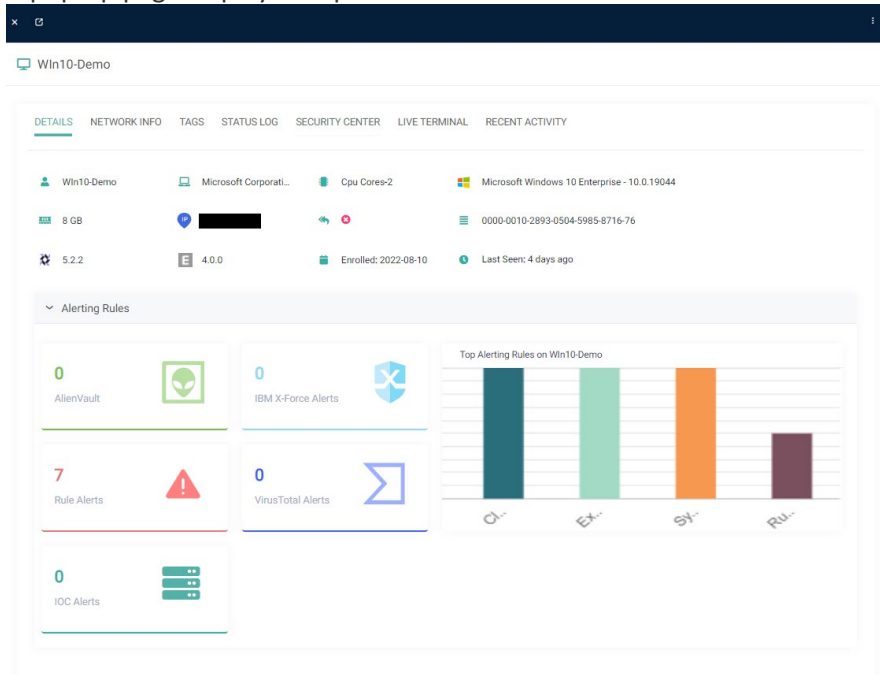 WIn10-Demo
DETAILS NETWORK INFO TAGS STATUS LOG SECURITY CENTER LIVE TERMINAL RECENT ACTIVITY
WIn10-Demo Microsoft Corporati... Cpu Cores-2 Microsoft Windows 10 Enterprise - 10.0.19044
8 GB IP 0000-0010-2893-0504-5985-8716-76
5.2.2 E 4.0.0 Enrolled: 2022-08-10 Last Seen: 4 days ago
Alerting Rules
0
AlienVault
0
IBM X-Force Alerts
Top Alerting Rules on WIn10-Demo
7
Rule Alerts
0
VirusTotal Alerts
Cl.. Ex.. Sy.. Ru..
0
IOC Alerts